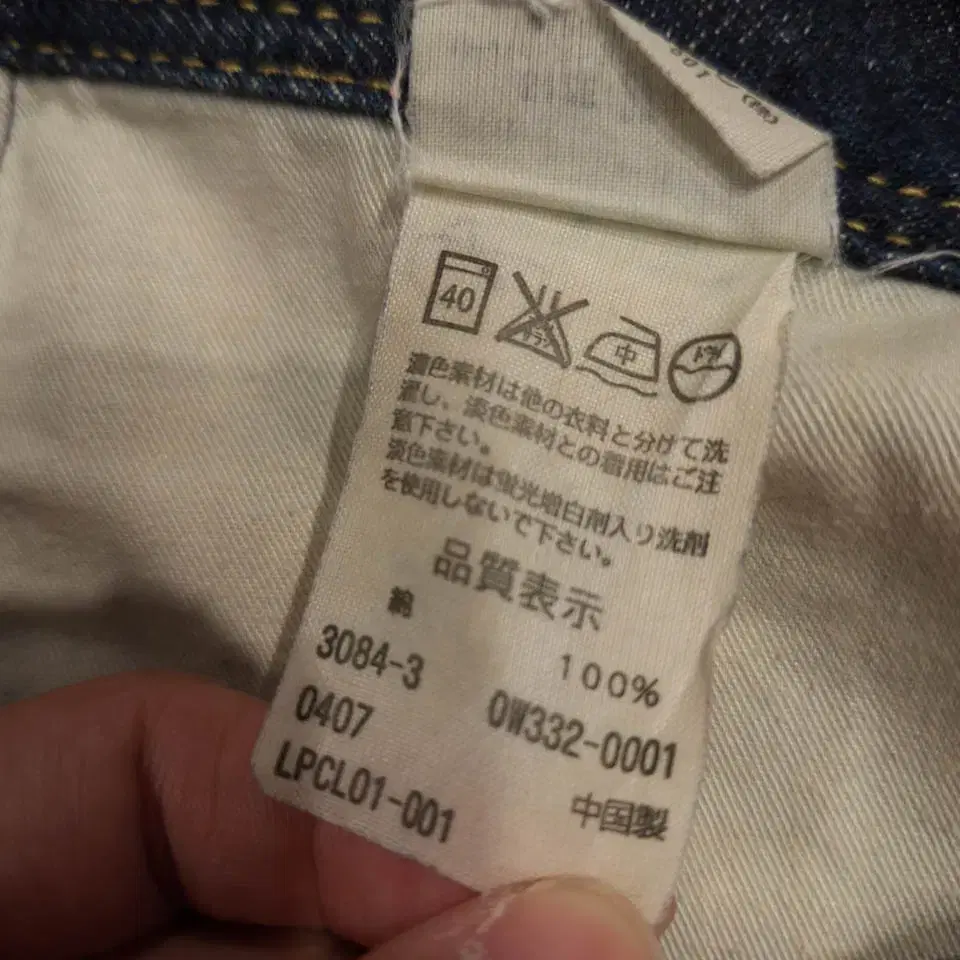 40
中
濃色素材は他の衣料と分けて洗
濯し、淡色素材との着用はご注
意下さい。
淡色素材は蛍光増白剤入り洗剤
を使用しないで下さい。
品質表示
綿 100%
3084-3 0W332-0001
0407 中国製
LPCL01-001